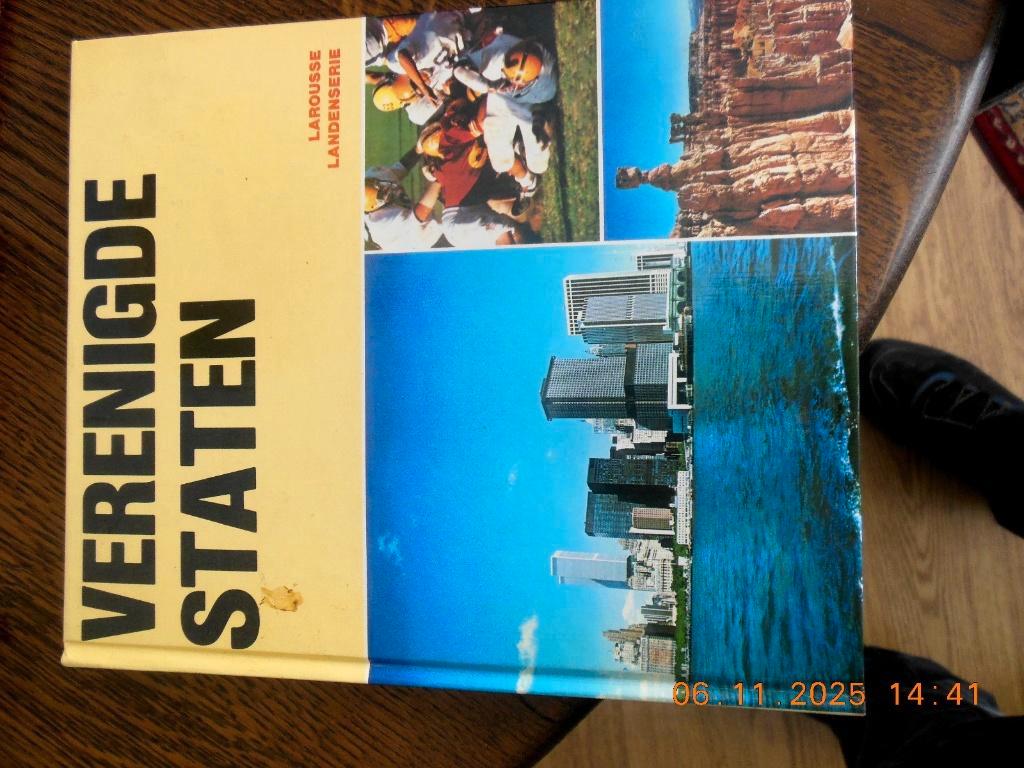 VERENIGDE
STATEN
LAROUSSE
LANDENSERIE
06.11.2025 14:41